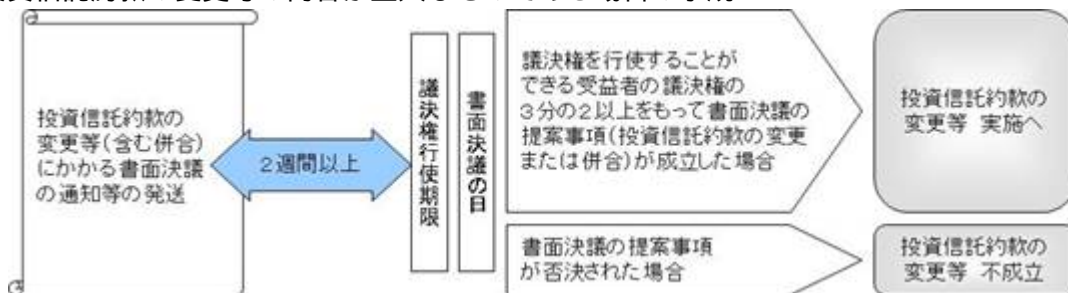 投資信託約款の
変更等(含む併合)
にかかる書面決議
の通知等の発送
2週間以上
議決権行使期限
書面決議の日
議決権を行使することが
できる受益者の議決権の
3分の2以上をもって書面決議の
提案事項(投資信託約款の変更
または併合)が成立した場合
投資信託約款の
変更等 実施へ
書面決議の提案事項
が否決された場合
投資信託約款の
変更等 不成立